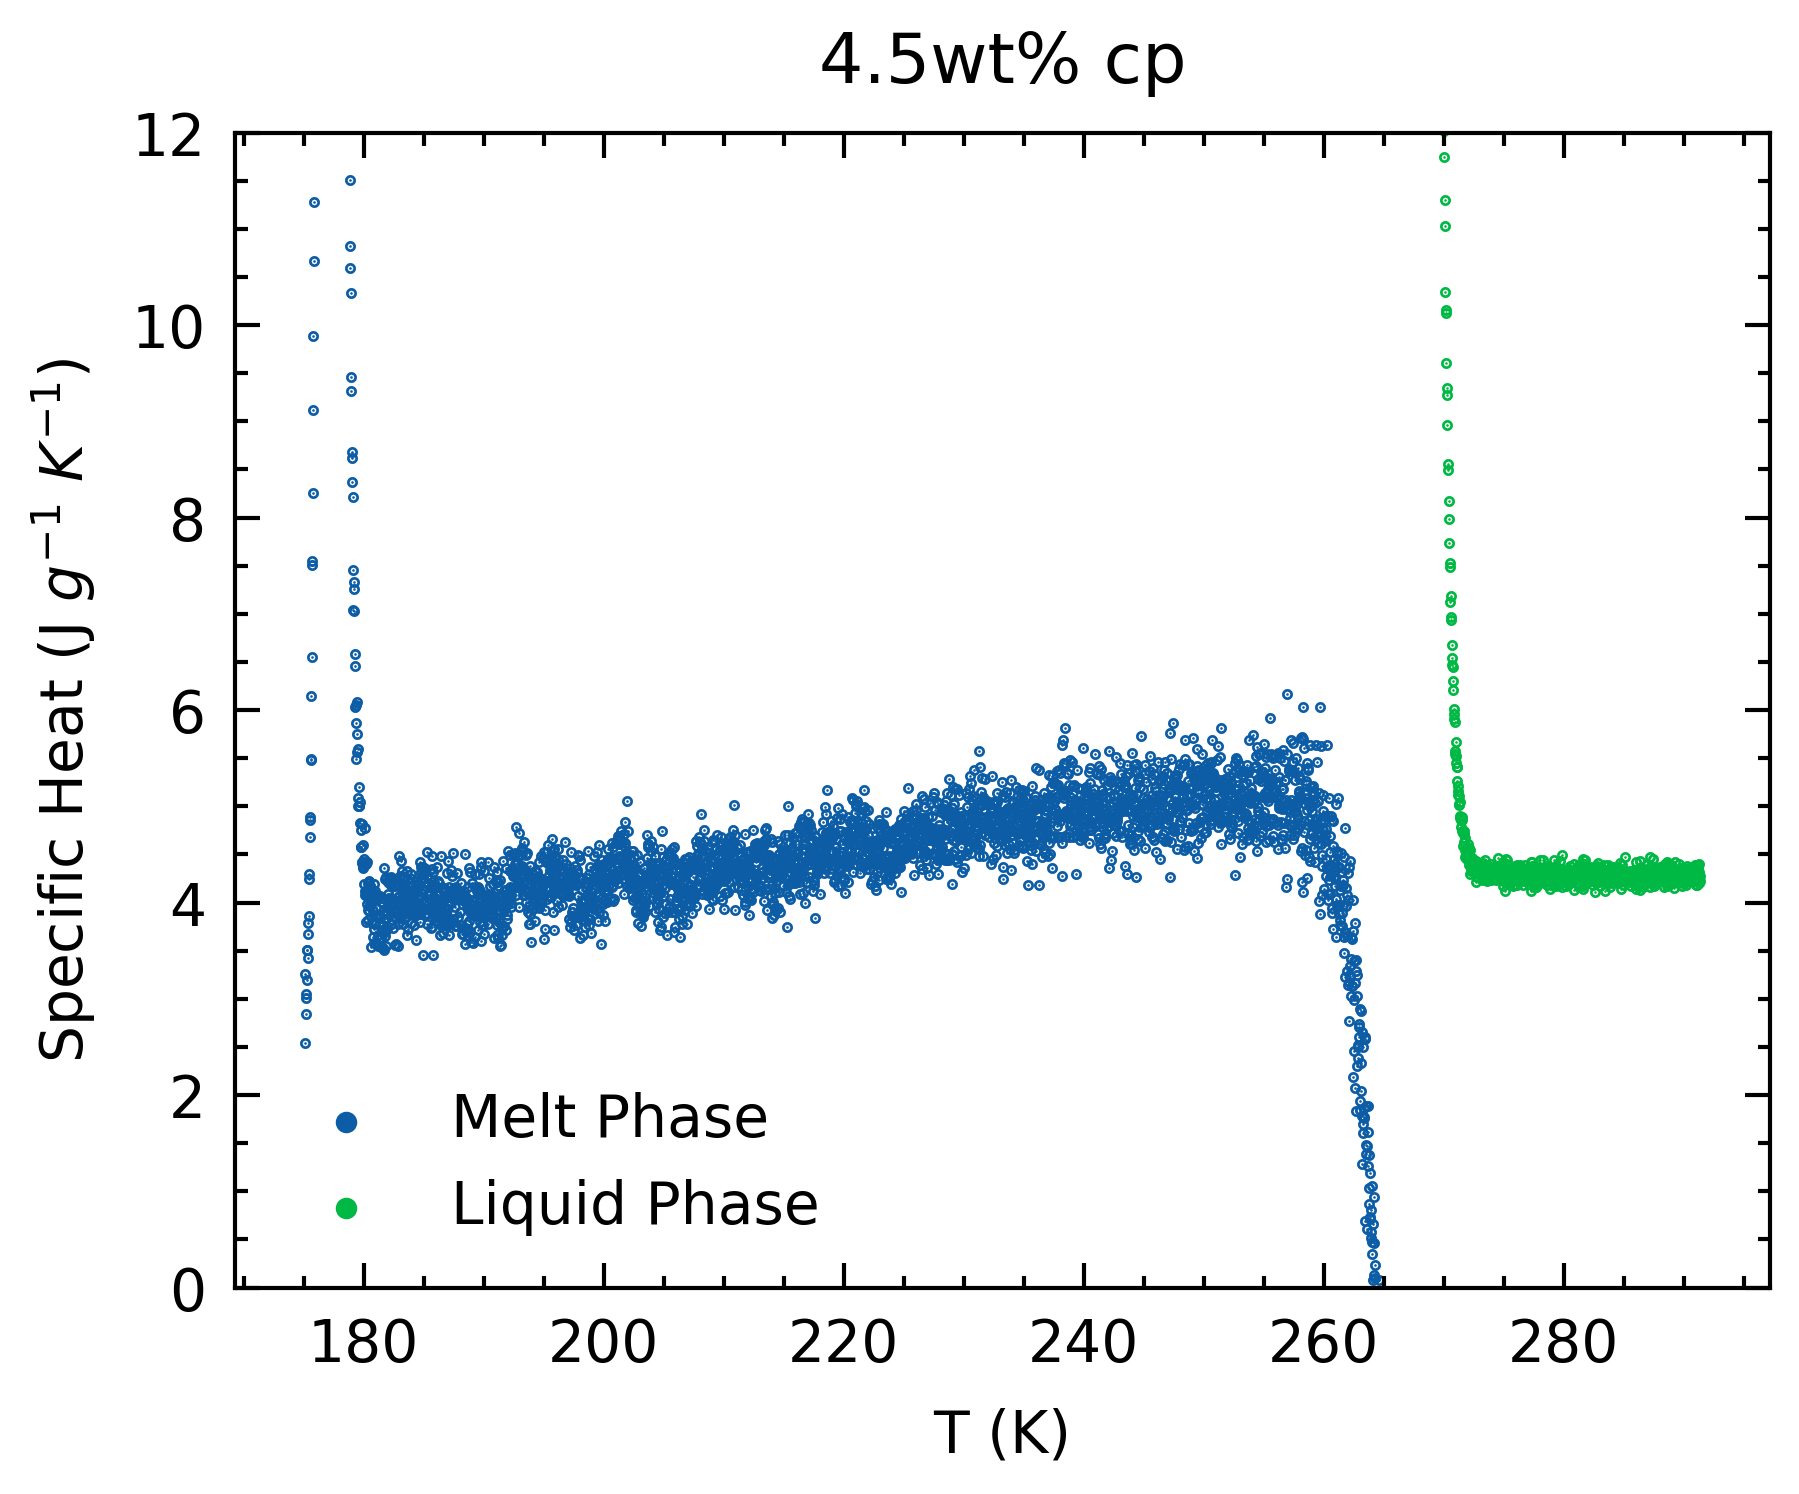 4.5wt% cp
12
10
8
6
4
2
0
Specific Heat (J g⁻¹ K⁻¹)
Melt Phase
Liquid Phase
180 200 220 240 260 280
T (K)